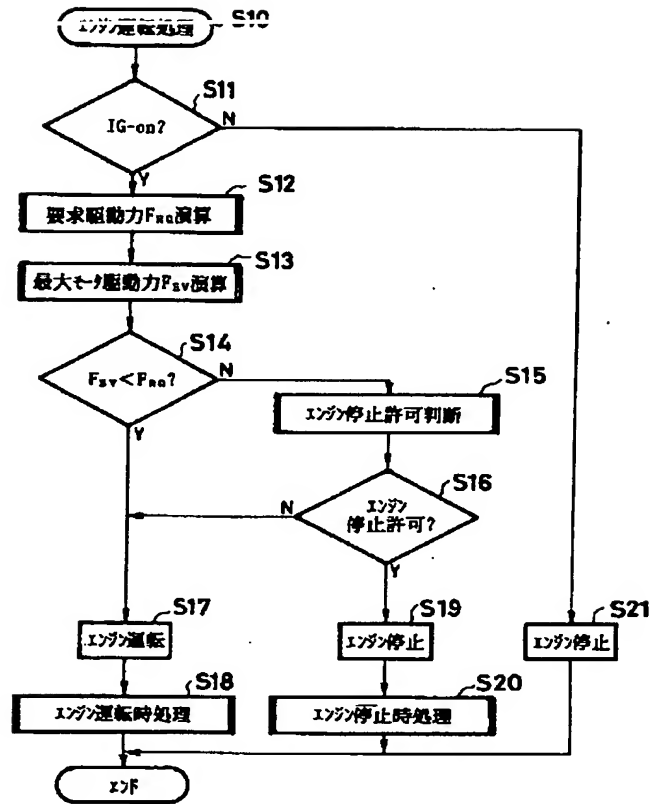 エンジン運転処理 S10
S11
IG-on? N
Y
S12
要求駆動力FRQ演算
S13
最大モータ駆動力FEV演算
S14
FEV<FRQ? N
Y
S15
エンジン停止許可判断
S16
エンジン
停止許可?
N
Y
S17
エンジン運転
S18
エンジン運転時処理
S19
エンジン停止
S20
エンジン停止時処理
S21
エンジン停止
エンド